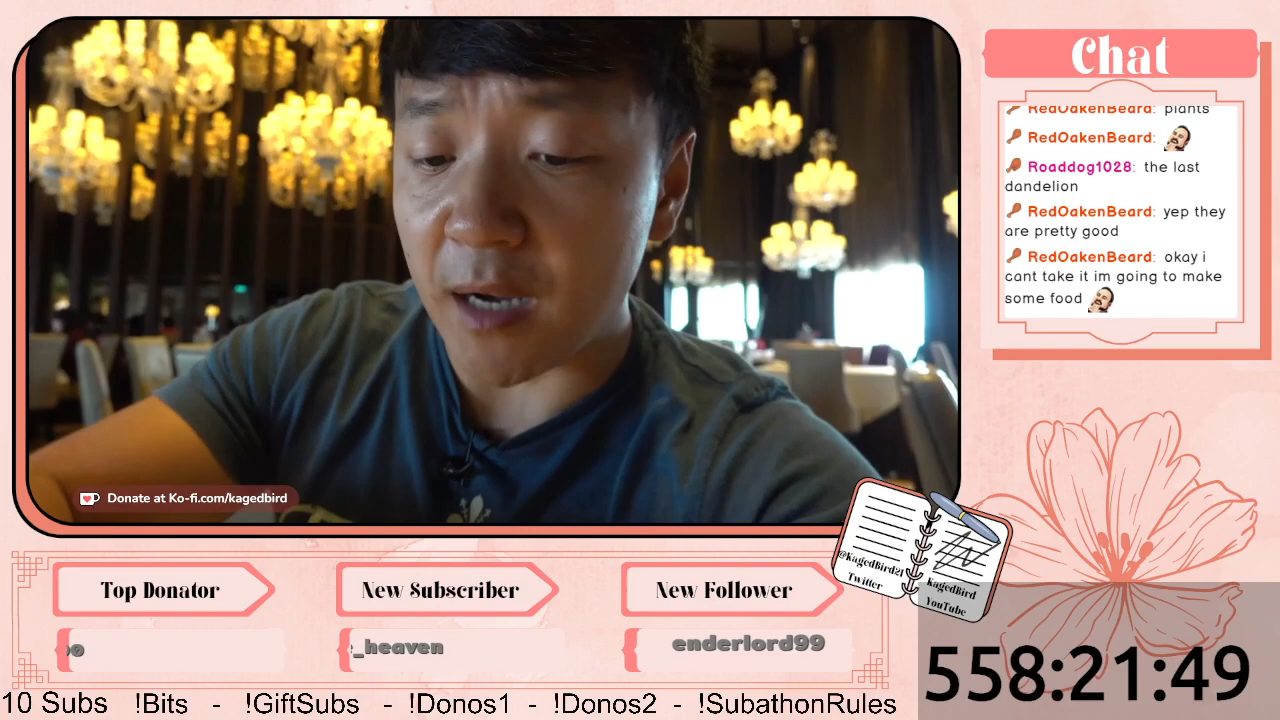 Chat
RedOakenBeard: plants
RedOakenBeard:
Roaddog1028: the last
dandelion
RedOakenBeard: yep they
are pretty good
RedOakenBeard: okay i
cant take it im going to make
some food
Donate at Ko-fi.com/kagedbird
@KagedBird21
Twitter
KagedBird
YouTube
Top Donator
New Subscriber
New Follower
_heaven
enderlord99
558:21:49
10 Subs !Bits - !GiftSubs - !Donos1 - !Donos2 - !SubathonRules